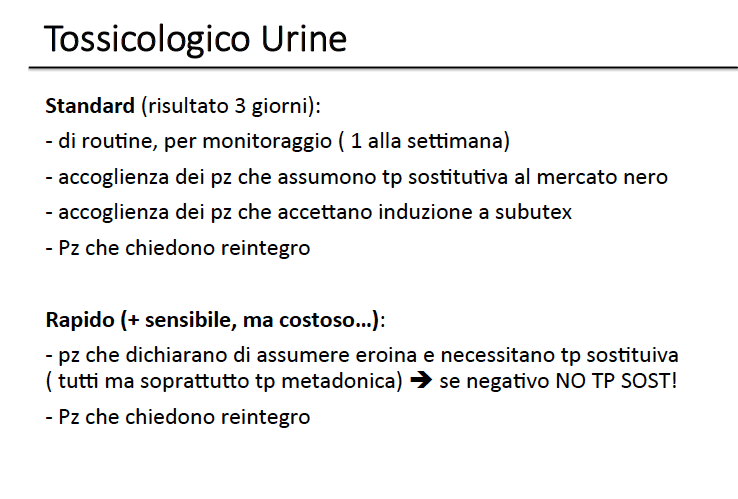 Tossicologico Urine
Standard (risultato 3 giorni):
- di routine, per monitoraggio ( 1 alla settimana)
- accoglienza dei pz che assumono tp sostitutiva al mercato nero
- accoglienza dei pz che accettano induzione a subutex
- Pz che chiedono reintegro
Rapido (+ sensibile, ma costoso...):
- pz che dichiarano di assumere eroina e necessitano tp sostituiva
( tutti ma soprattutto tp metadonica) ➔ se negativo NO TP SOST!
- Pz che chiedono reintegro